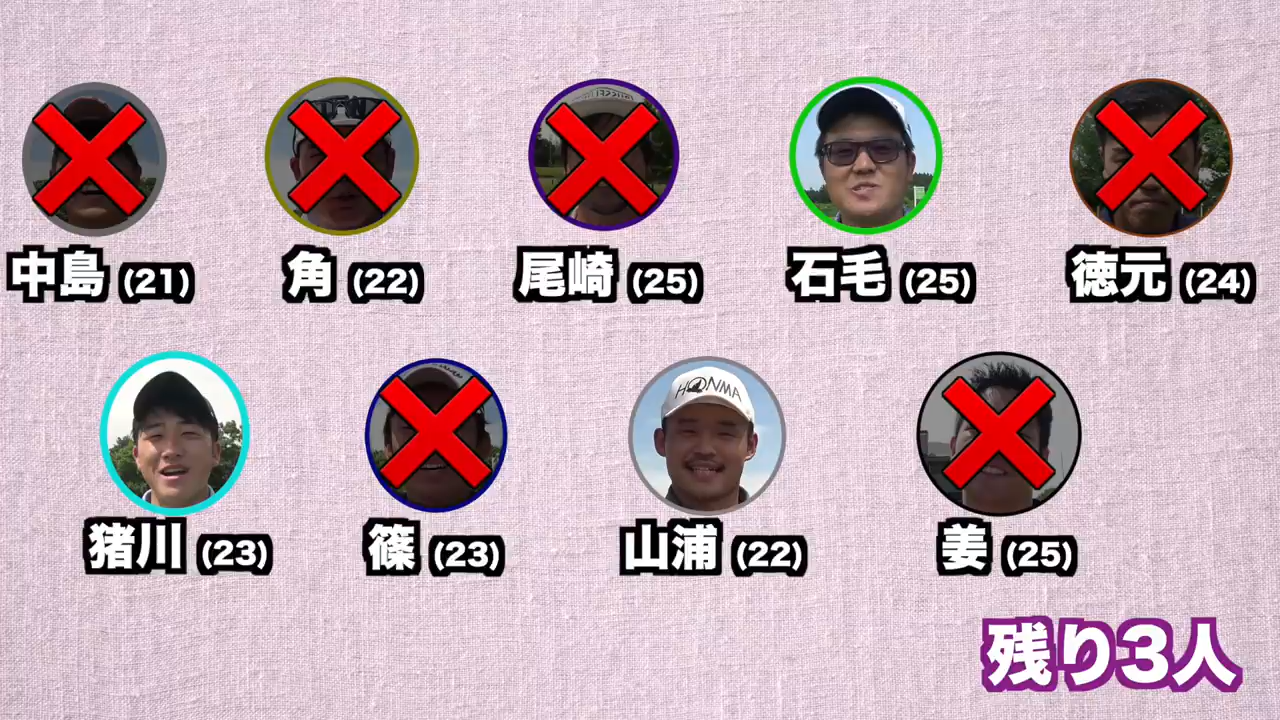 中島 (21)
角 (22)
尾崎 (25)
石毛 (25)
徳元 (24)
HONMA
猪川 (23)
篠 (23)
山浦 (22)
姜 (25)
残り3人